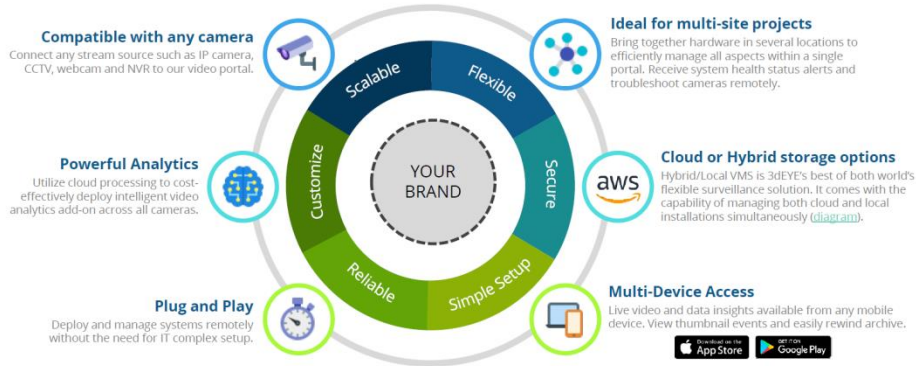 Compatible with any camera
Connect any stream source such as IP camera,
CCTV, webcam and NVR to our video portal.
Powerful Analytics
Utilize cloud processing to cost-
effectively deploy intelligent video
analytics add-on across all cameras.
Plug and Play
Deploy and manage systems remotely
without the need for IT complex setup.
Scalable
Flexible
Customize
Secure
Reliable
Simple Setup
YOUR
BRAND
Ideal for multi-site projects
Bring together hardware in several locations to
efficiently manage all aspects within a single
portal. Receive system health status alerts and
troubleshoot cameras remotely.
aws
Cloud or Hybrid storage options
Hybrid/Local VMS is 3dEYE's best of both world's
flexible surveillance solution. It comes with the
capability of managing both cloud and local
installations simultaneously (diagram).
Multi-Device Access
Live video and data insights available from any mobile
device. View thumbnail events and easily rewind archive.
Download on the
App Store
GET IT ON
Google Play